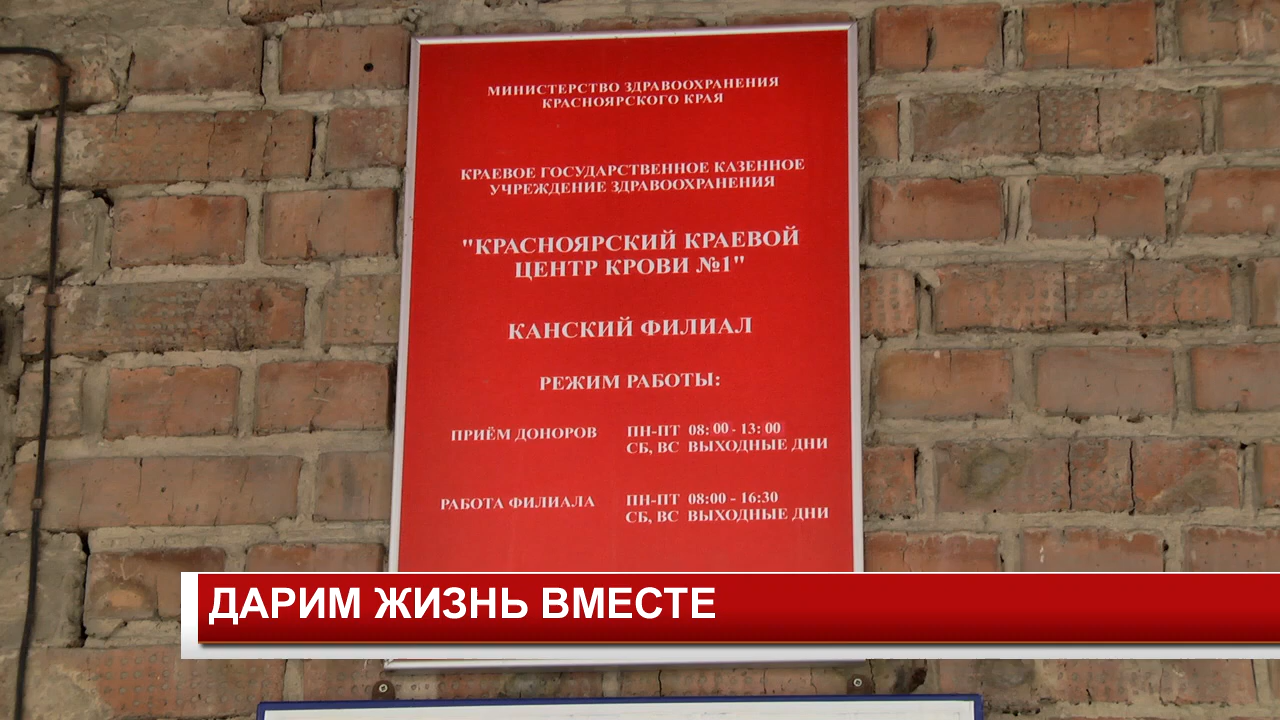 МИНИСТЕРСТВО ЗДРАВООХРАНЕНИЯ
КРАСНОЯРСКОГО КРАЯ
КРАЕВОЕ ГОСУДАРСТВЕННОЕ КАЗЕННОЕ
УЧРЕЖДЕНИЕ ЗДРАВООХРАНЕНИЯ
"КРАСНОЯРСКИЙ КРАЕВОЙ
ЦЕНТР КРОВИ №1"
КАНСКИЙ ФИЛИАЛ
РЕЖИМ РАБОТЫ:
ПРИЁМ ДОНОРОВ ПН-ПТ 08: 00 - 13: 00
СБ, ВС ВЫХОДНЫЕ ДНИ
РАБОТА ФИЛИАЛА ПН-ПТ 08:00 - 16:30
СБ, ВС ВЫХОДНЫЕ ДНИ
ДАРИМ ЖИЗНЬ ВМЕСТЕ